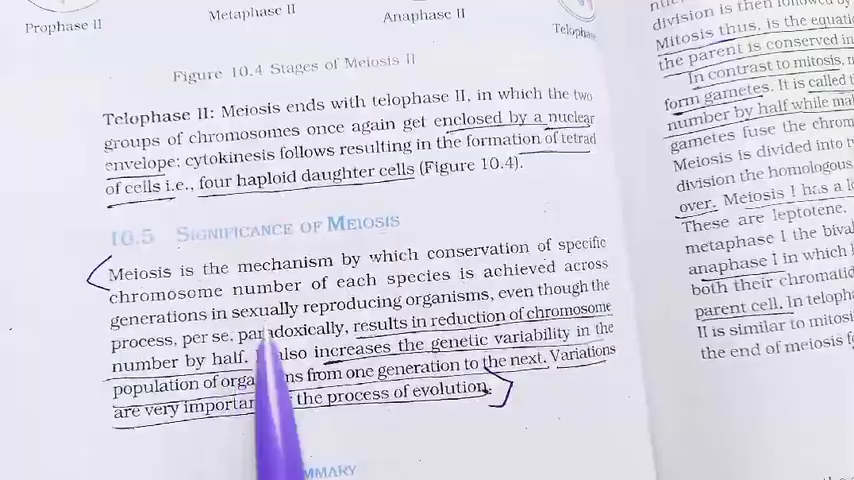 Prophase II
Metaphase II
Anaphase II
Telophase
Figure 10.4 Stages of Meiosis II
Telophase II: Meiosis ends with telophase II, in which the two
groups of chromosomes once again get enclosed by a nuclear
envelope; cytokinesis follows resulting in the formation of tetrad
of cells i.e., four haploid daughter cells (Figure 10.4).
10.5 SIGNIFICANCE OF MEIOSIS
Meiosis is the mechanism by which conservation of specific
chromosome number of each species is achieved across
generations in sexually reproducing organisms, even though the
process, per se, paradoxically, results in reduction of chromosome
number by half. also increases the genetic variability in the
population of from one generation to the next. Variations
are very the process of evolution.
MMARY
division is then followed b
Mitosis thus, is the equati
the parent is conserved in
In contrast to mitosis,
form gametes. It is called
number by half while ma
gametes fuse the chrom
Meiosis is divided into
division the homologous
over. Meiosis I has a
These are leptotene,
metaphase I the biva
anaphase I in which
both their chromatid
parent cell. In teloph
II is similar to mitosi
the end of meiosis